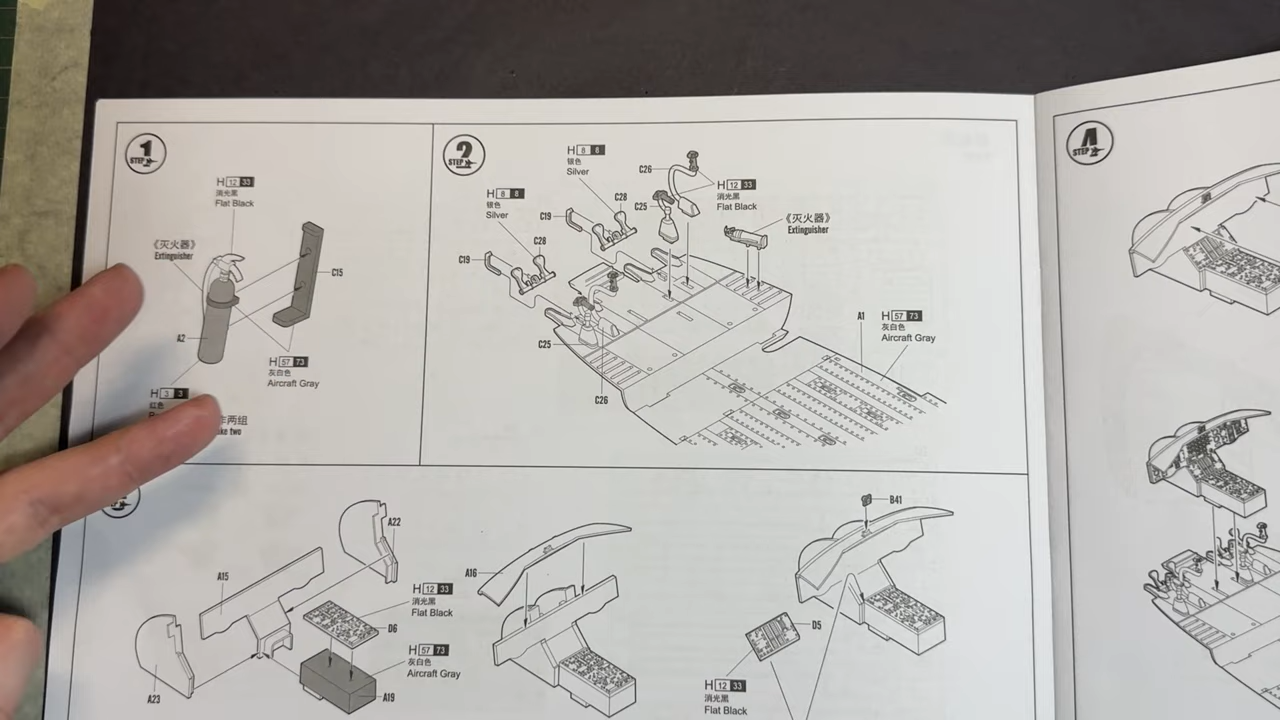 1
STEP
H 12 33
消光黑
Flat Black
《灭火器》
Extinguisher
C15
A2
H 57 73
灰白色
Aircraft Gray
H 3 3
红色
作两组
ke two
2
STEP
H 8 8
银色
Silver
H 8 8
银色
Silver
C26
C28
C25
C19
H 12 33
消光黑
Flat Black
《灭火器》
Extinguisher
C28
C19
C25
C26
A1
H 57 73
灰白色
Aircraft Gray
A22
A15
A23
H 12 33
消光黑
Flat Black
D6
H 57 73
灰白色
Aircraft Gray
A19
A16
B41
D5
H 12 33
消光黑
Flat Black
4
STEP